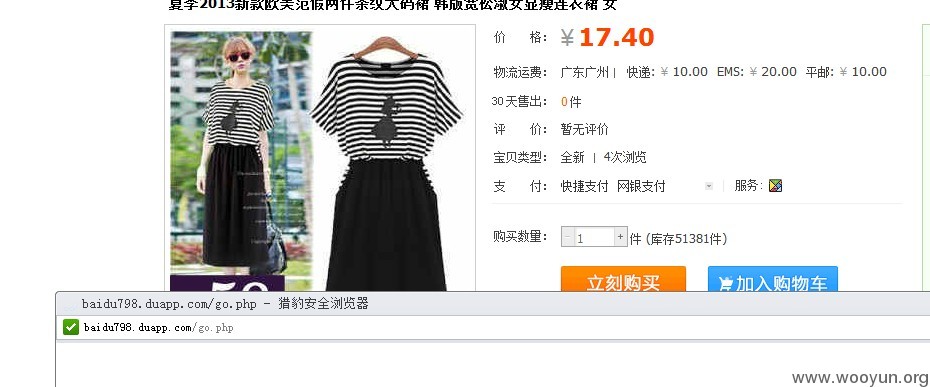 夏季2013新款欧美范假两件条纹大码裙 韩版宽松淑女显瘦连衣裙 女
价 格: ¥17.40
物流运费: 广东广州 | 快递: ¥ 10.00 EMS: ¥ 20.00 平邮: ¥ 10.00
30天售出: 0件
评 价: 暂无评价
宝贝类型: 全新 | 4次浏览
支 付: 快捷支付 网银支付 服务:
购买数量: - 1 + 件 (库存51381件)
立刻购买 加入购物车
baidu798.duapp.com/go.php - 猎豹安全浏览器
baidu798.duapp.com/go.php
www.wooyun.org